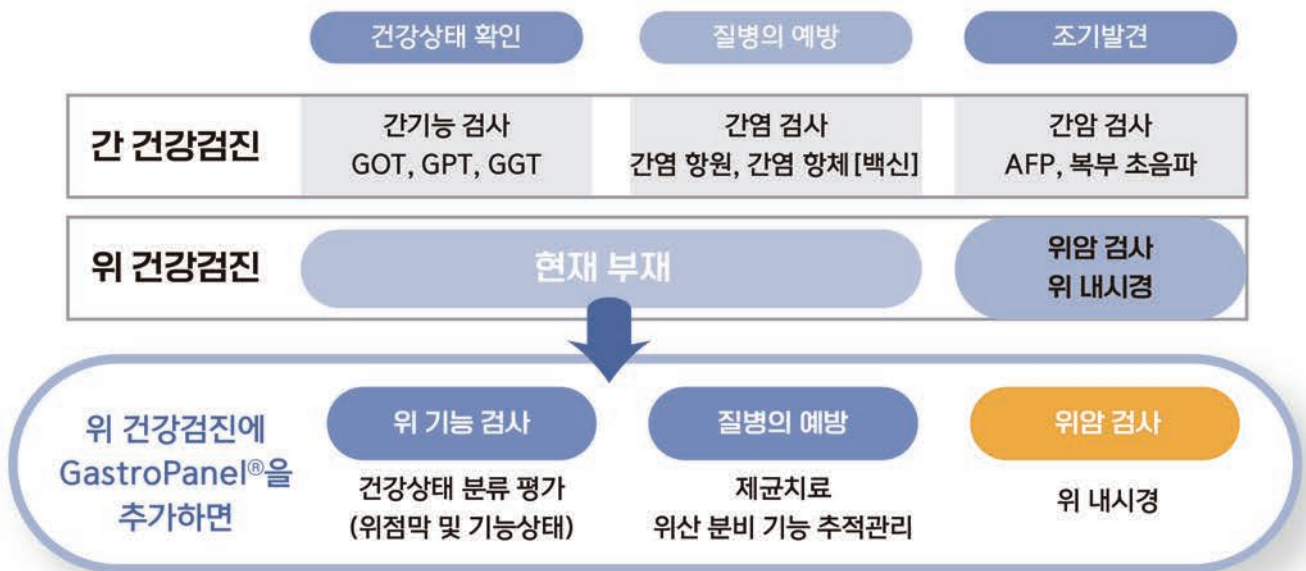 건강상태 확인
질병의 예방
조기발견
간 건강검진
간기능 검사
GOT, GPT, GGT
간염 검사
간염 항원, 간염 항체[백신]
간암 검사
AFP, 복부 초음파
위 건강검진
현재 부재
위암 검사
위 내시경
위 건강검진에
GastroPanel®을
추가하면
위 기능 검사
건강상태 분류 평가
(위점막 및 기능상태)
질병의 예방
제균치료
위산 분비 기능 추적관리
위암 검사
위 내시경